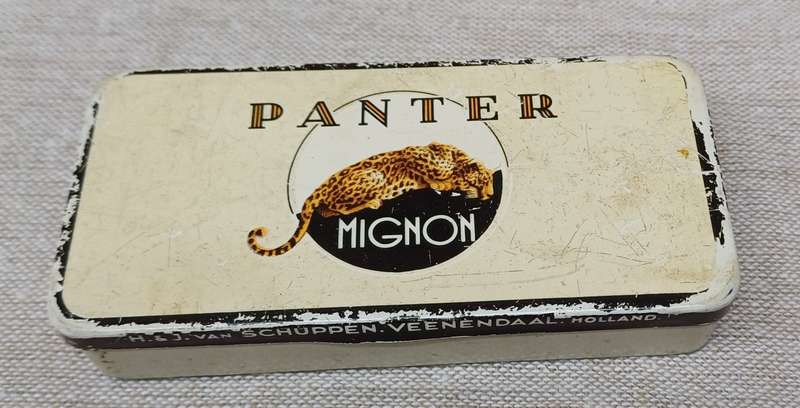 PANTER
MIGNON
H. & J. VAN SCHUPPEN. VEENENDAAL. HOLLAND